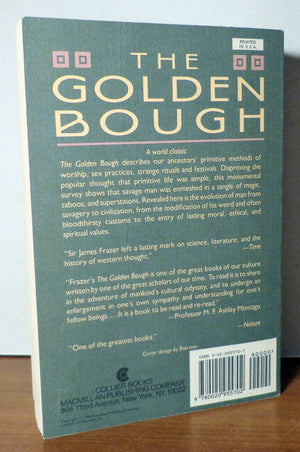 THE
GOLDEN
BOUGH
PRINTED
IN U.S.A.
A world classic
The Golden Bough describes our ancestors' primitive methods of
worship, sex practices, strange rituals and festivals. Disproving the
popular thought that primitive life was simple, this monumental
survey shows that savage man was enmeshed in a tangle of magic,
taboos, and superstitions. Revealed here is the evolution of man from
savagery to civilization, from the modification of his weird and often
bloodthirsty customs to the entry of lasting moral, ethical, and
spiritual values.
"Sir James Frazer left a lasting mark on science, literature, and the
history of western thought."
—Time
"Frazer's The Golden Bough is one of the great books of our culture
written by one of the great scholars of our time. To read it is to share
in the adventure of mankind's cultural odyssey, and to undergo an
enlargement in one's own sympathy and understanding for one's
fellow beings. . . . It is a book to be read and re-read."
—Professor M. F. Ashley Montagu
"One of the greatest books."
—Nature
Cover design by
COLLIER BOOKS
MACMILLAN PUBLISHING COMPANY
866 Third Avenue, New York, NY 10022
ISBN 0-02-095570-7
90000>
9 780020 955702